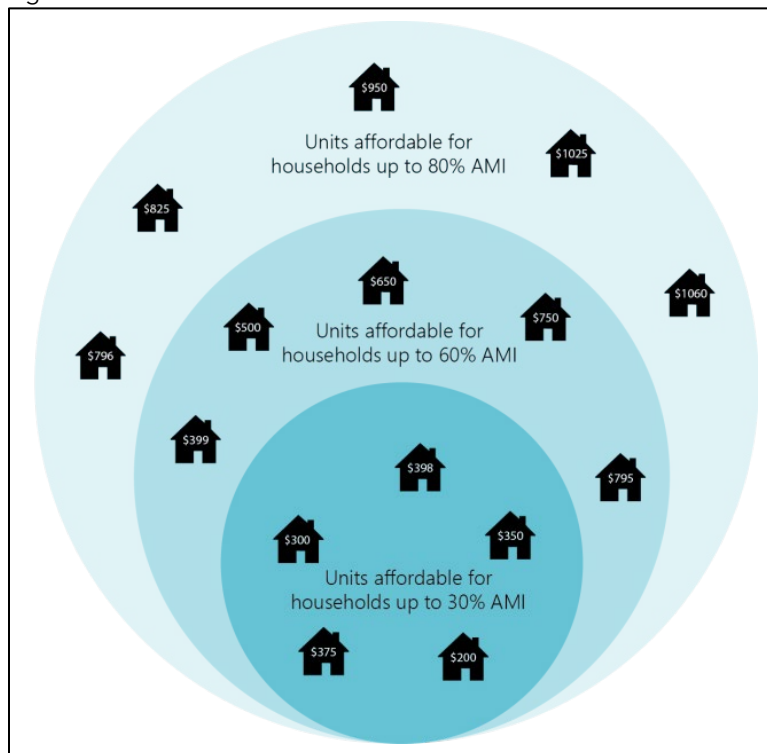 $950
Units affordable for
households up to 80% AMI
$1025
$825
$650
$1060
$500
$750
Units affordable for
households up to 60% AMI
$796
$399
$398
$795
$300
$350
Units affordable for
households up to 30% AMI
$375
$200